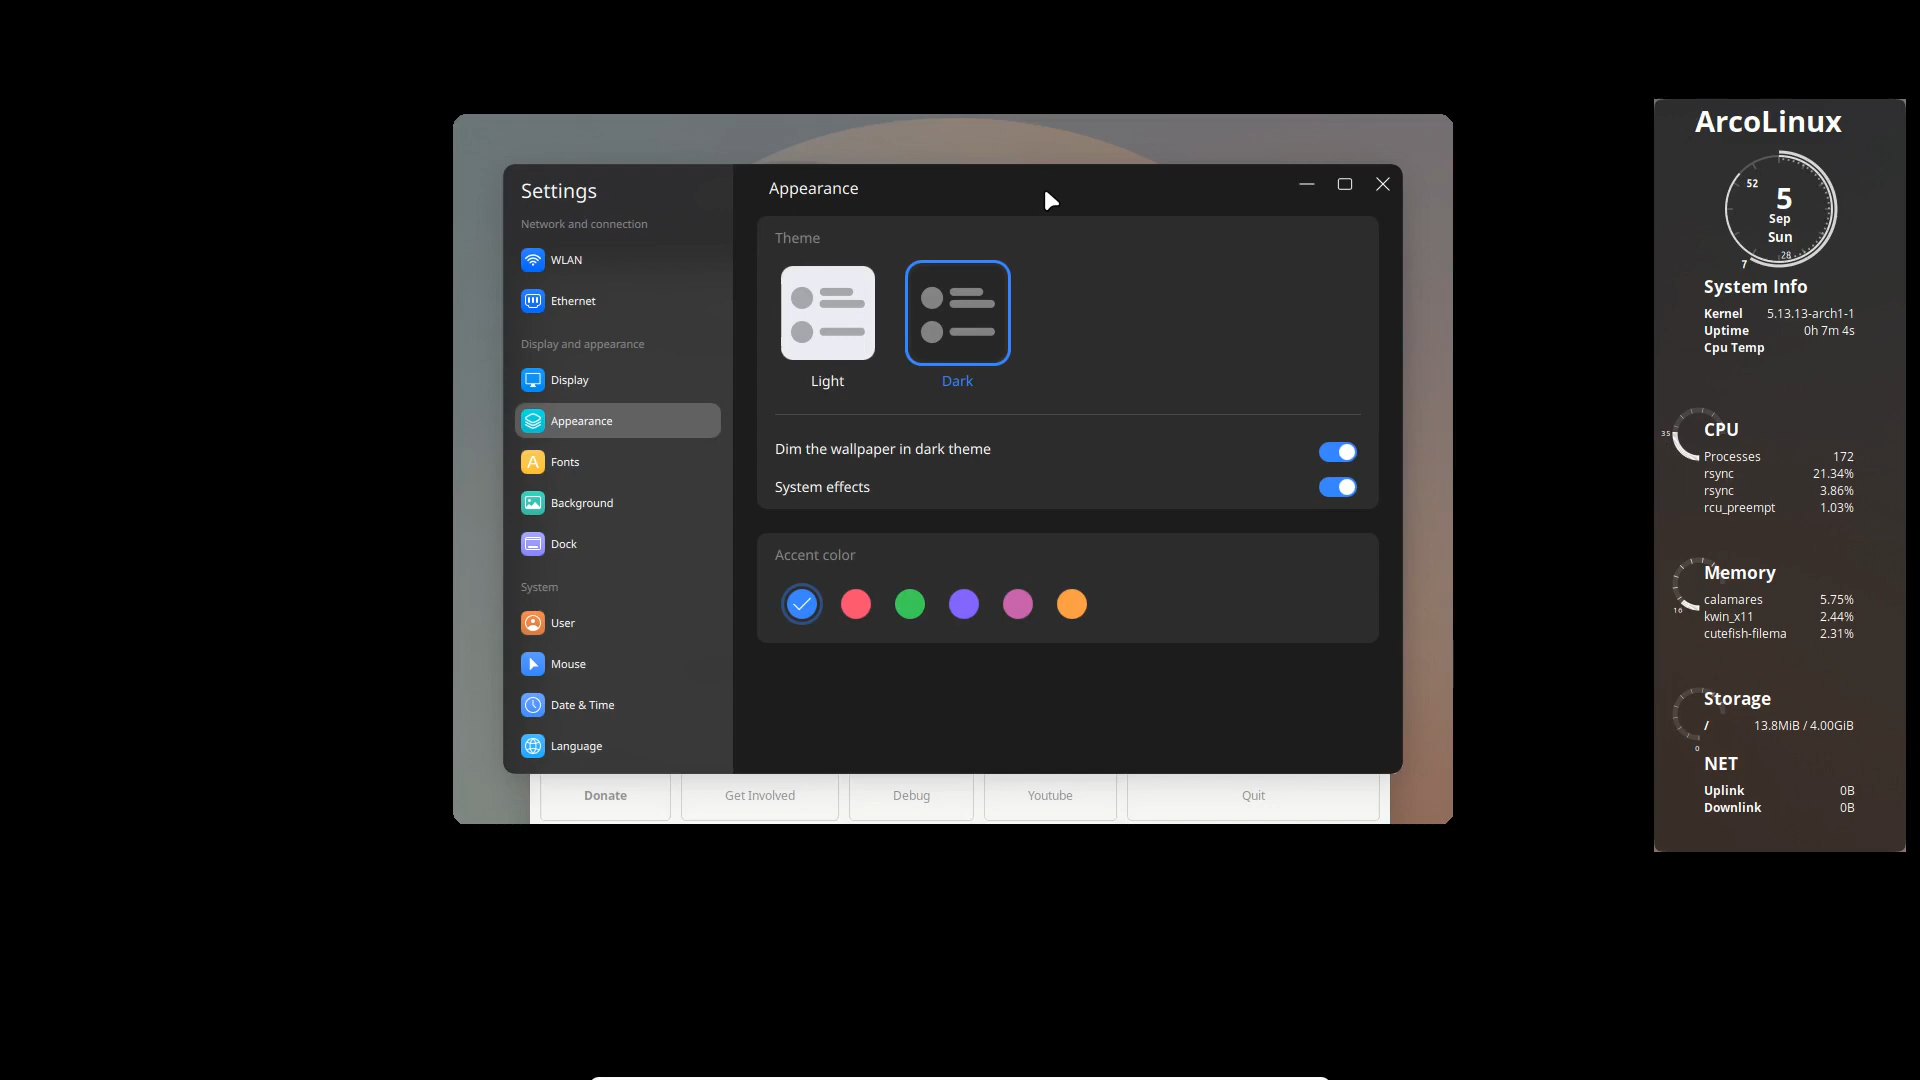 Settings
Network and connection
WLAN
Ethernet
Display and appearance
Display
Appearance
Fonts
Background
Dock
System
User
Mouse
Date & Time
Language
Appearance
Theme
Light
Dark
Dim the wallpaper in dark theme
System effects
Accent color
Donate
Get Involved
Debug
Youtube
Quit
ArcoLinux
52
5
Sep
Sun
28
7
System Info
Kernel 5.13.13-arch1-1
Uptime 0h 7m 4s
Cpu Temp
35
CPU
Processes 172
rsync 21.34%
rsync 3.86%
rcu_preempt 1.03%
Memory
16
calamares 5.75%
kwin_x11 2.44%
cutefish-filema 2.31%
Storage
/ 13.8MiB / 4.00GiB
0
NET
Uplink 0B
Downlink 0B